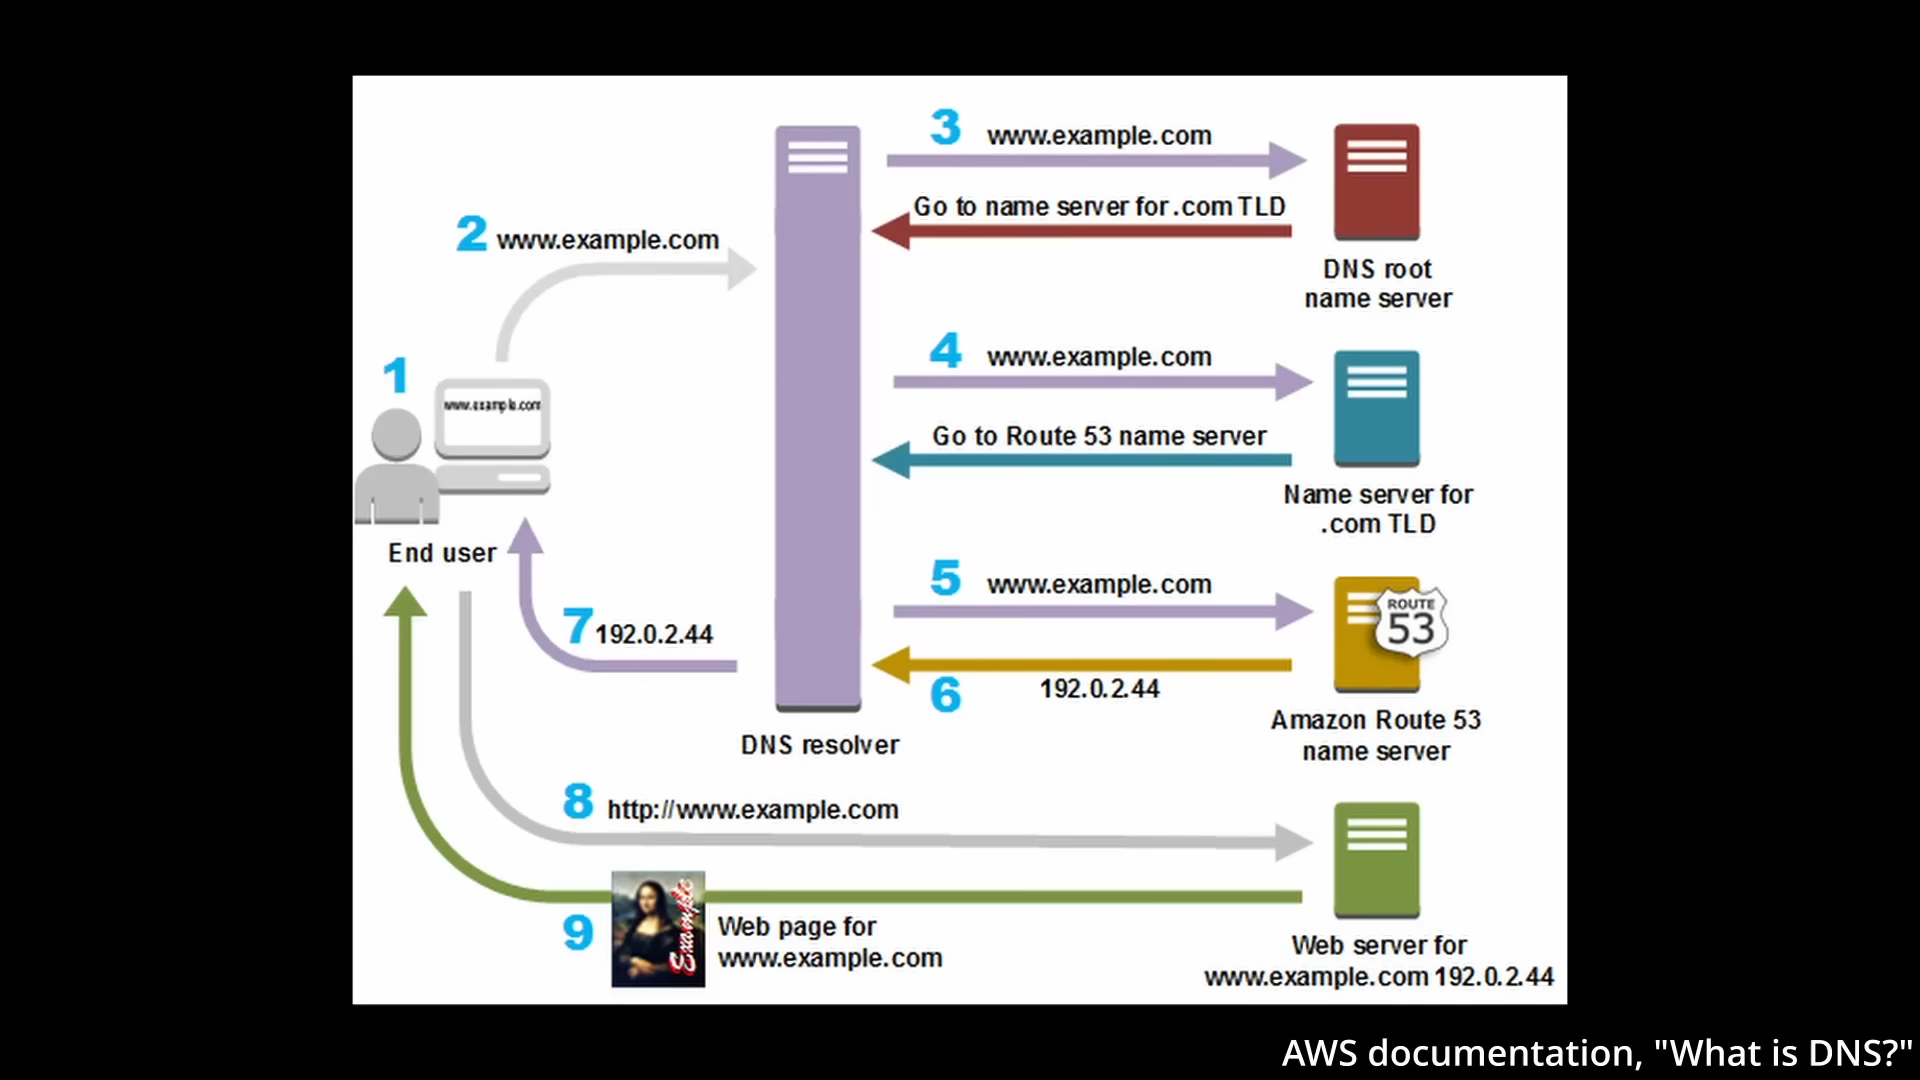 3 www.example.com
Go to name server for .com TLD
DNS root
name server
2 www.example.com
1
www.example.com
End user
4 www.example.com
Go to Route 53 name server
Name server for
.com TLD
5 www.example.com
ROUTE
53
6
192.0.2.44
Amazon Route 53
name server
7 192.0.2.44
DNS resolver
8 http://www.example.com
9
Example
Web page for
www.example.com
Web server for
www.example.com 192.0.2.44
AWS documentation, "What is DNS?"